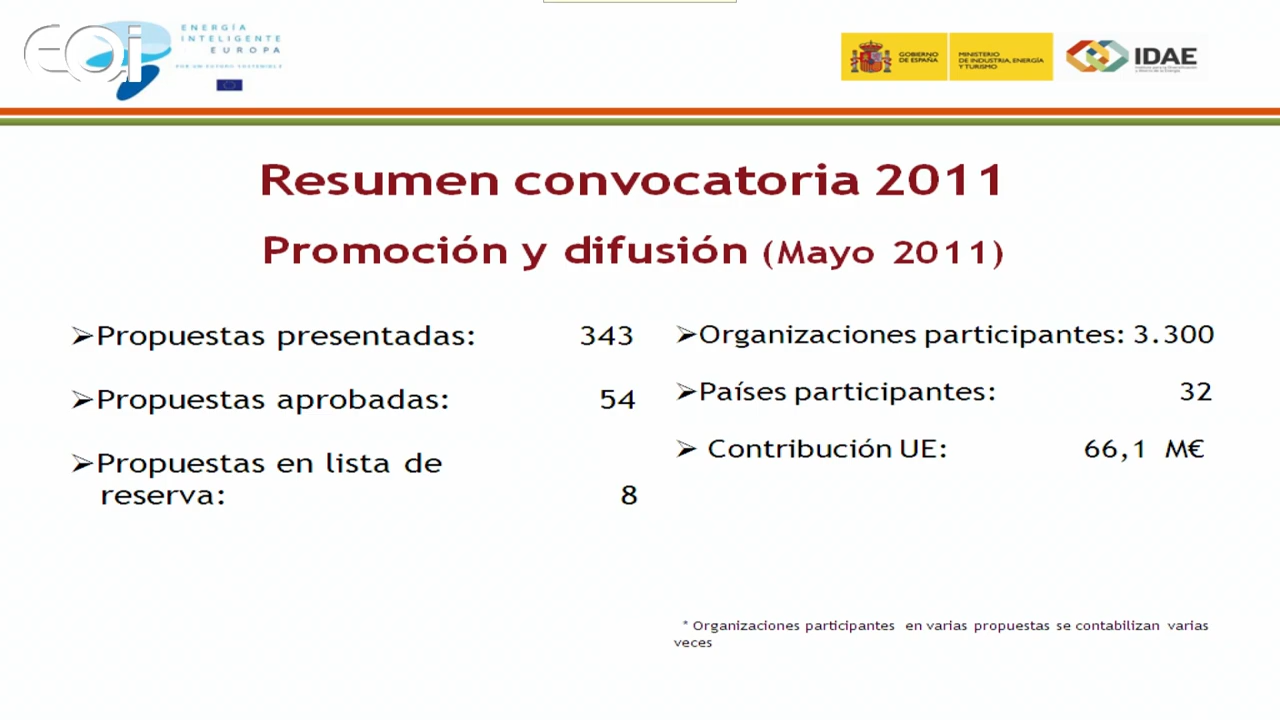 eoi
ENERGÍA
INTELIGENTE
EUROPA
POR UN FUTURO SOSTENIBLE
GOBIERNO
DE ESPAÑA
MINISTERIO
DE INDUSTRIA, ENERGÍA
Y TURISMO
IDAE
Resumen convocatoria 2011
Promoción y difusión (Mayo 2011)
➢Propuestas presentadas: 343
➢Propuestas aprobadas: 54
➢Propuestas en lista de
reserva: 8
➢Organizaciones participantes: 3.300
➢Países participantes: 32
➢ Contribución UE: 66,1 M€
* Organizaciones participantes en varias propuestas se contabilizan varias
veces